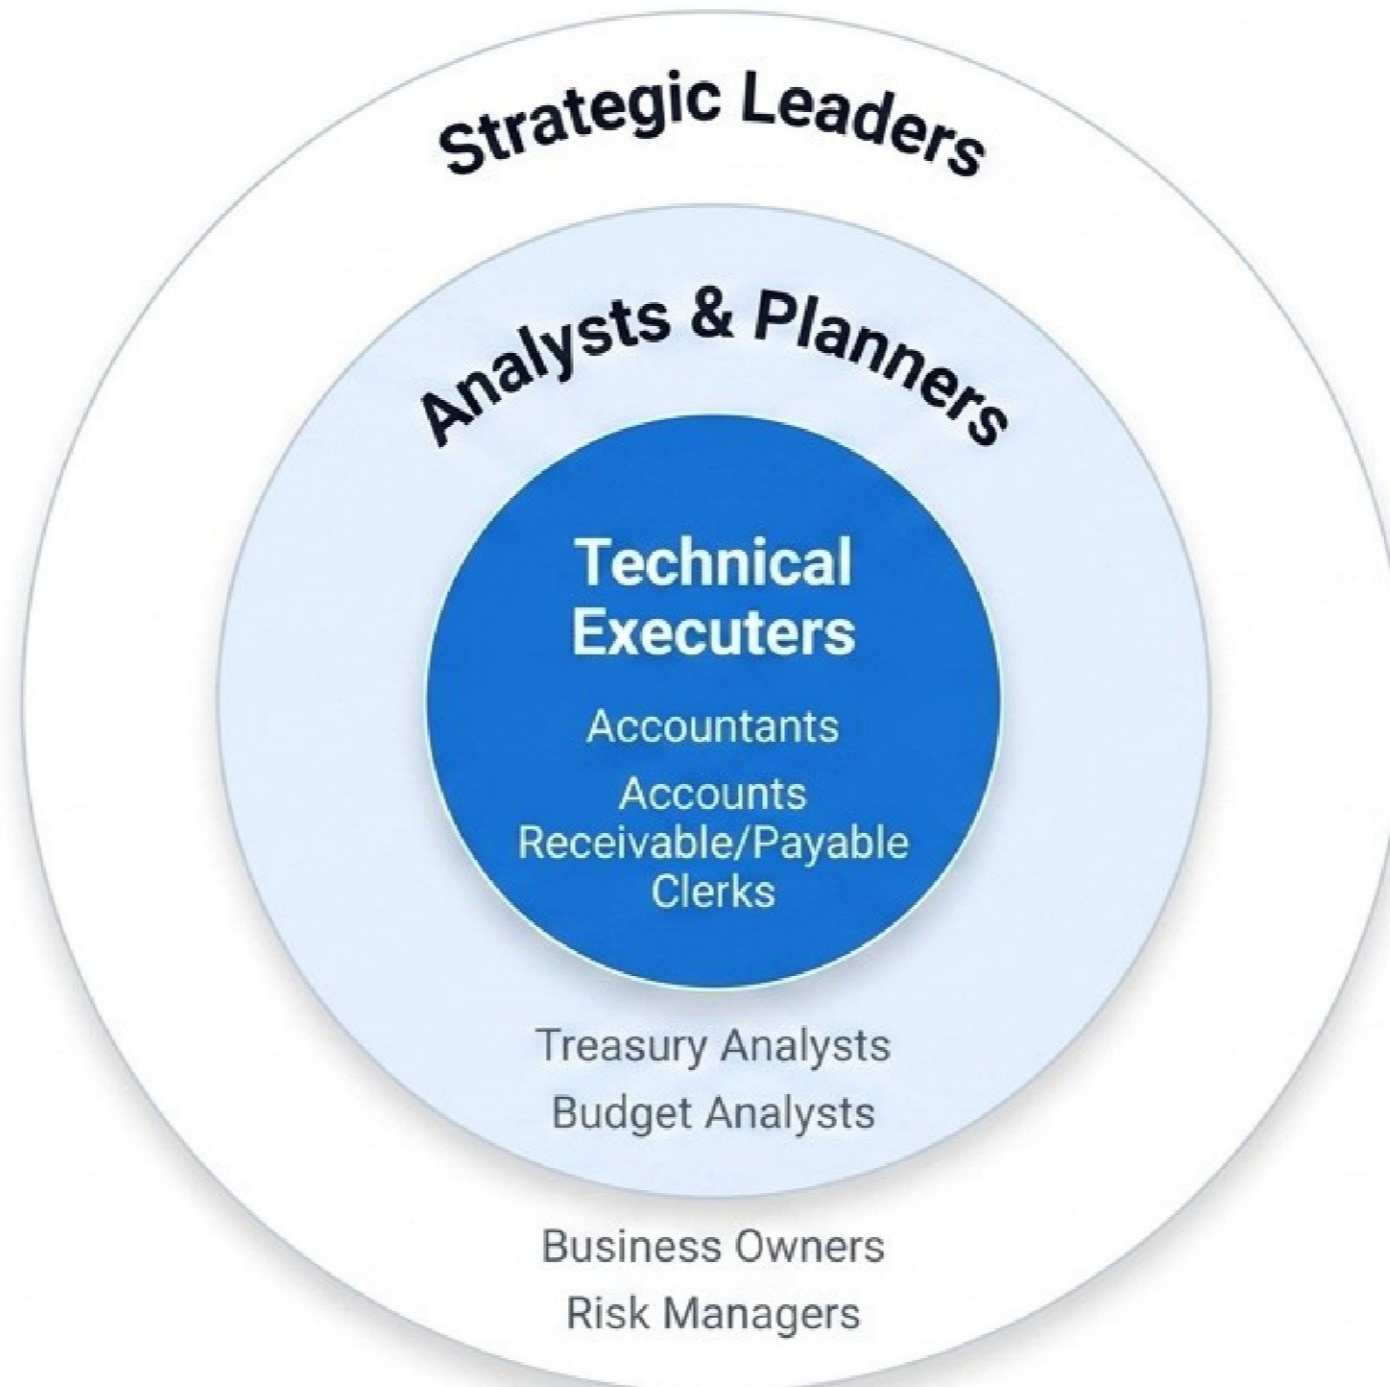 Strategic Leaders
Analysts & Planners
Technical
Executers
Accountants
Accounts
Receivable/Payable
Clerks
Treasury Analysts
Budget Analysts
Business Owners
Risk Managers